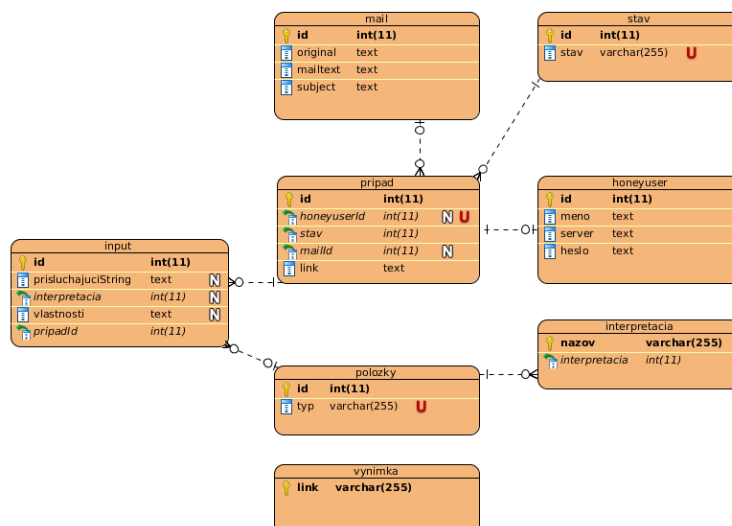 mail
id int(11)
original text
mailtext text
subject text
stav
id int(11)
stav varchar(255) U
pripad
id int(11)
honeyuserId int(11) N U
stav int(11)
mailId int(11) N
link text
honeyuser
id int(11)
meno text
server text
heslo text
input
id int(11)
prisluchajuciString text N
interpretacia int(11) N
vlastnosti text N
pripadId int(11)
interpretacia
nazov varchar(255)
interpretacia int(11)
polozky
id int(11)
typ varchar(255) U
vynimka
link varchar(255)